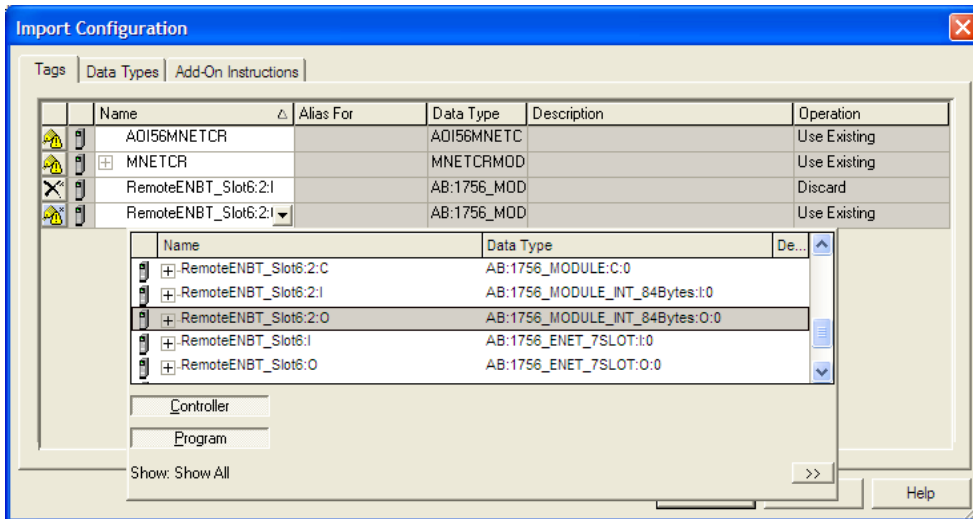 Import Configuration
Tags Data Types Add-On Instructions
Name Alias For Data Type Description Operation
AOI56MNETCR AOI56MNETC Use Existing
MNETCR MNETCRMOD Use Existing
RemoteENBT_Slot6:2:I AB:1756_MOD Discard
RemoteENBT_Slot6:2:( AB:1756_MOD Use Existing
Name Data Type De...
RemoteENBT_Slot6:2:C AB:1756_MODULE:C:0
RemoteENBT_Slot6:2:I AB:1756_MODULE_INT_84Bytes:I:0
RemoteENBT_Slot6:2:O AB:1756_MODULE_INT_84Bytes:O:0
RemoteENBT_Slot6:I AB:1756_ENET_7SLOT:I:0
RemoteENBT_Slot6:O AB:1756_ENET_7SLOT:O:0
Controller
Program
Show: Show All >>
Help